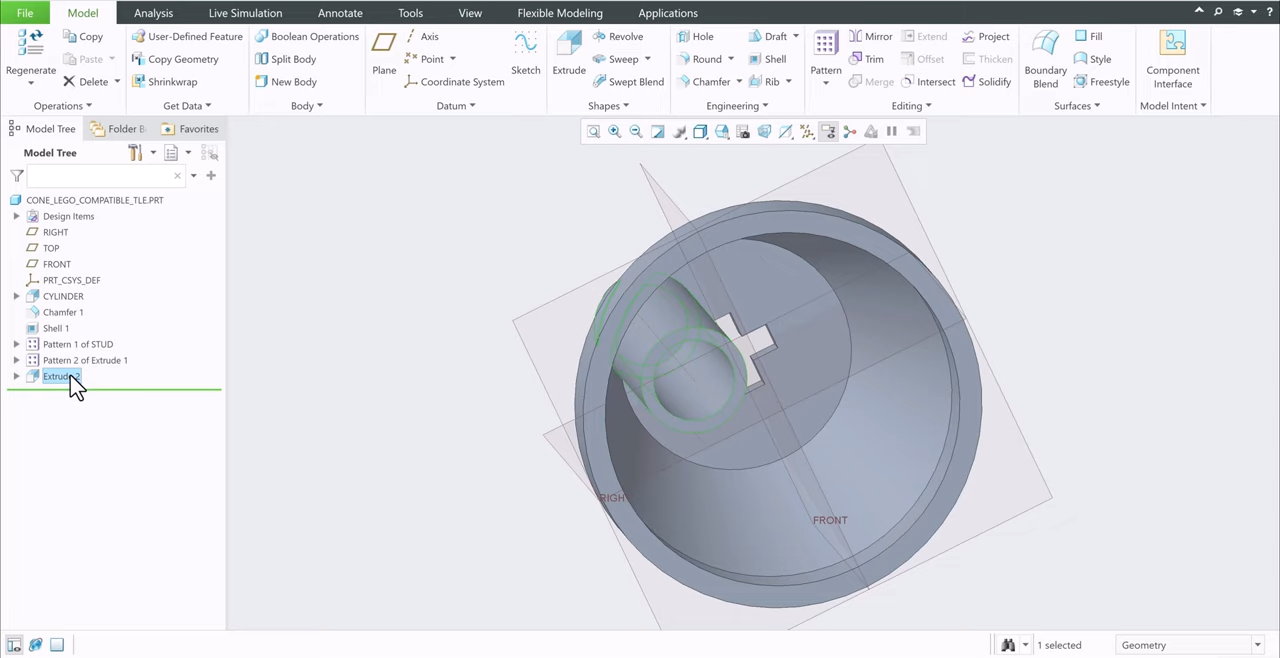 File Model Analysis Live Simulation Annotate Tools View Flexible Modeling Applications
Regenerate
Copy
Paste
Delete
Operations
User-Defined Feature
Copy Geometry
Shrinkwrap
Get Data
Boolean Operations
Split Body
New Body
Body
Plane
Axis
Point
Coordinate System
Sketch
Datum
Extrude
Revolve
Sweep
Swept Blend
Shapes
Hole
Round
Chamfer
Draft
Shell
Rib
Engineering
Pattern
Mirror
Trim
Merge
Extend
Offset
Intersect
Project
Thicken
Solidify
Editing
Boundary
Blend
Fill
Style
Freestyle
Surfaces
Component
Interface
Model Intent
Model Tree Folder B Favorites
Model Tree
CONE_LEGO_COMPATIBLE_TLE.PRT
Design Items
RIGHT
TOP
FRONT
PRT_CSYS_DEF
CYLINDER
Chamfer 1
Shell 1
Pattern 1 of STUD
Pattern 2 of Extrude 1
Extrude 2
RIGH
FRONT
1 selected
Geometry